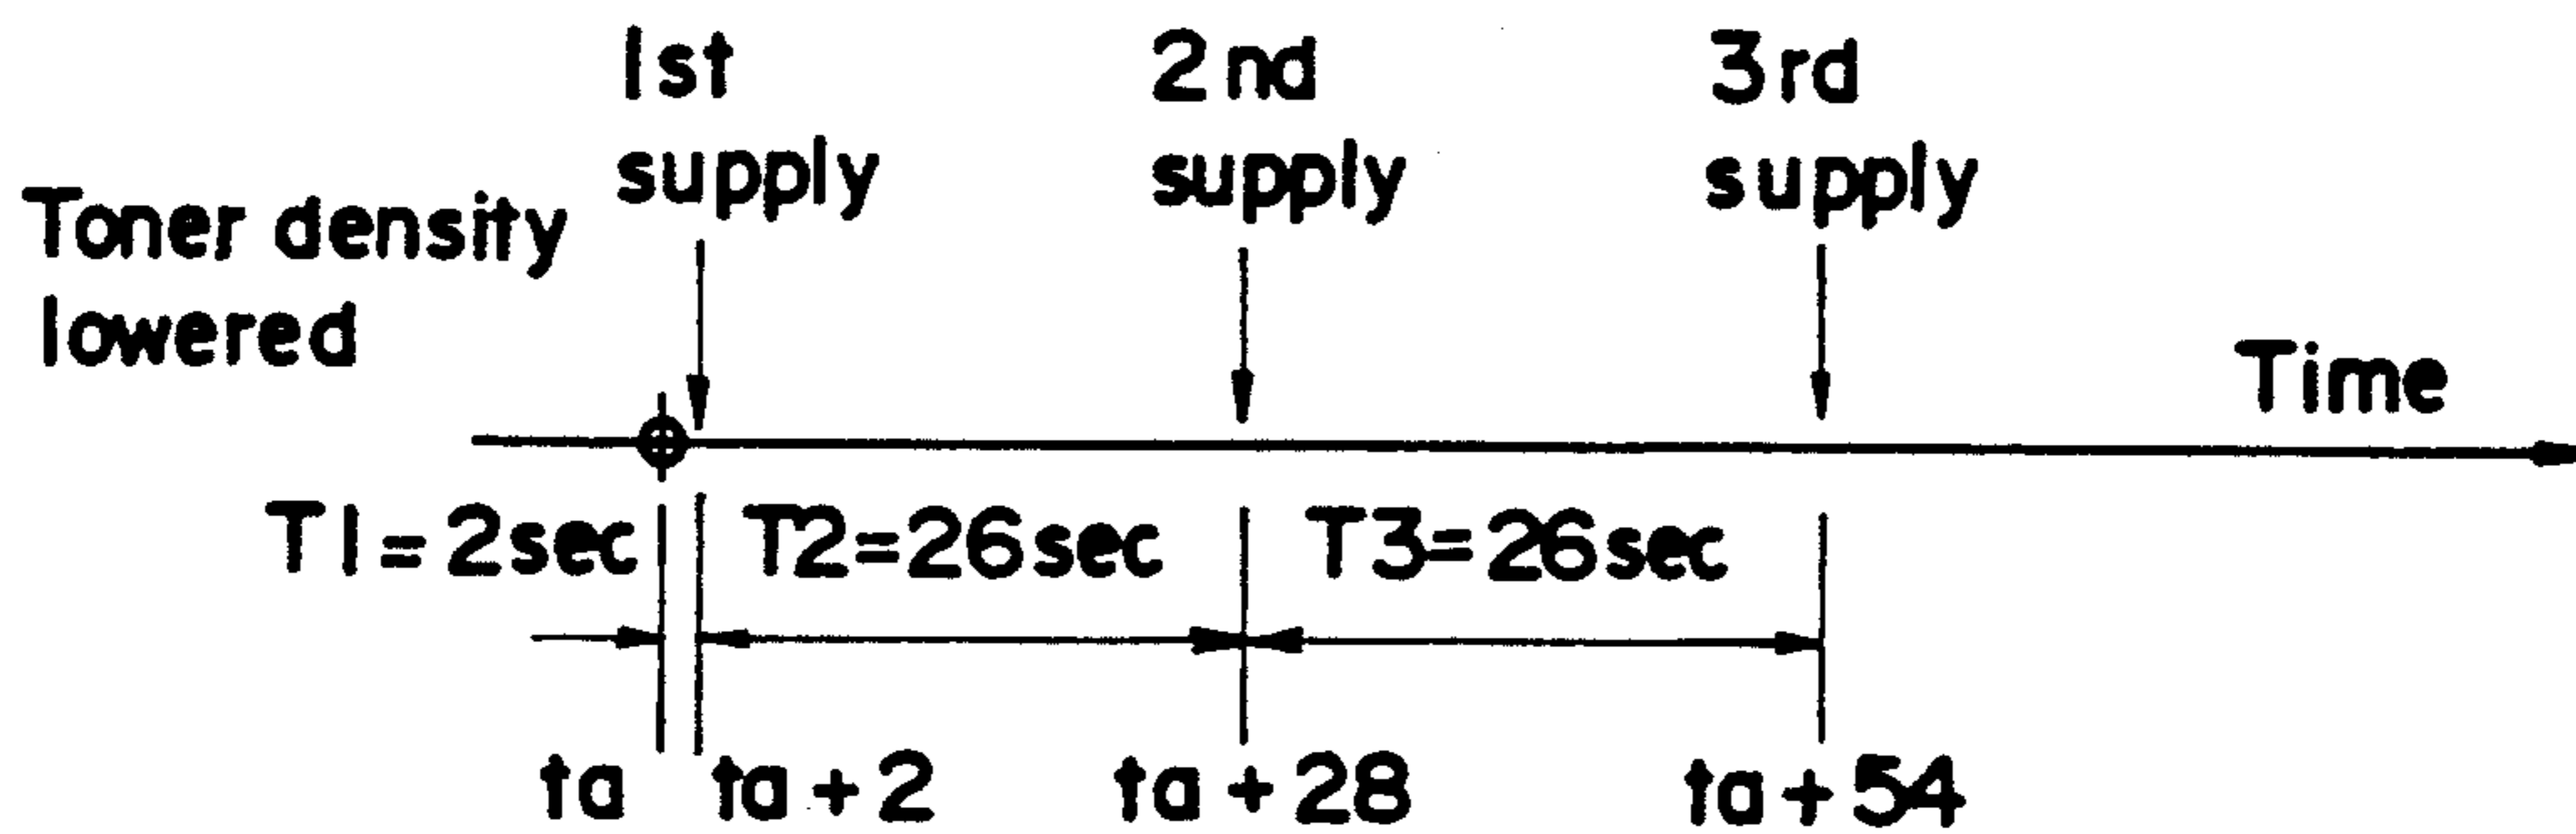 1st
supply
2nd
supply
3rd
supply
Toner density
lowered
Time
T1=2sec
T2=26sec
T3=26sec
ta
ta+2
ta+28
ta+54